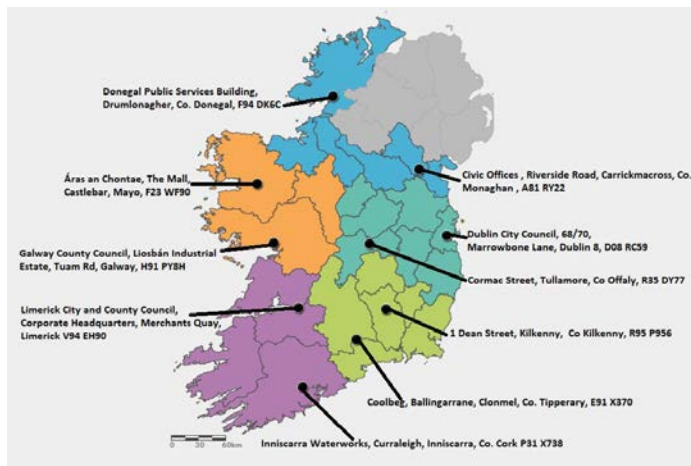 Donegal Public Services Building,
Drumlonagher, Co. Donegal, F94 DK6C
Civic Offices , Riverside Road, Carrickmacross, Co.
Monaghan , A81 RY22
Áras an Chontae, The Mall,
Castlebar, Mayo, F23 WF90
Dublin City Council, 68/70,
Marrowbone Lane, Dublin 8, D08 RC59
Galway County Council, Liosbán Industrial
Estate, Tuam Rd, Galway, H91 PY8H
Cormac Street, Tullamore, Co Offaly, R35 DY77
Limerick City and County Council,
Corporate Headquarters, Merchants Quay,
Limerick V94 EH90
1 Dean Street, Kilkenny, Co Kilkenny, R95 P956
Coolbeg, Ballingarrane, Clonmel, Co. Tipperary, E91 X370
Inniscarra Waterworks, Curraleigh, Inniscarra, Co. Cork P31 X738
0 30 60km